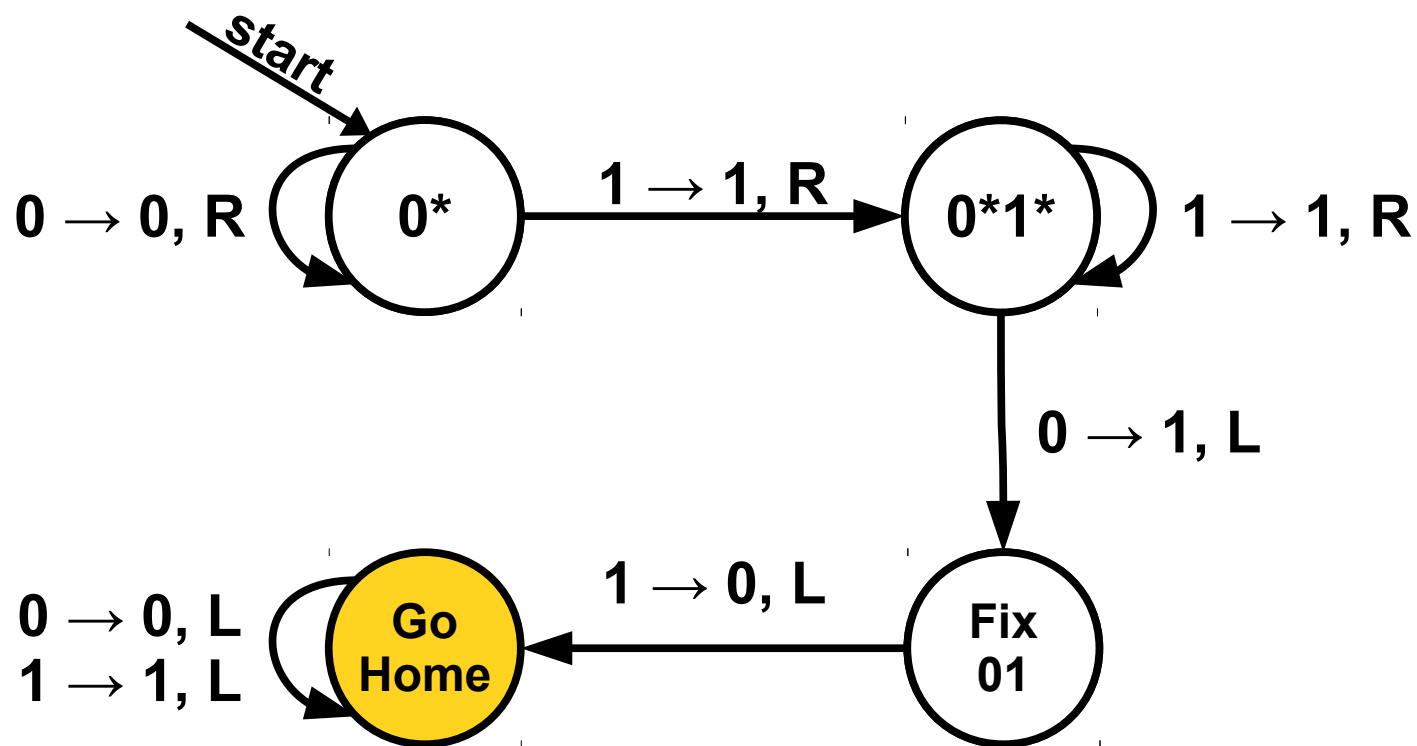 start
0 → 0, R
0*
1 → 1, R
0*1*
1 → 1, R
0 → 1, L
0 → 0, L
1 → 1, L
Go
Home
1 → 0, L
Fix
01